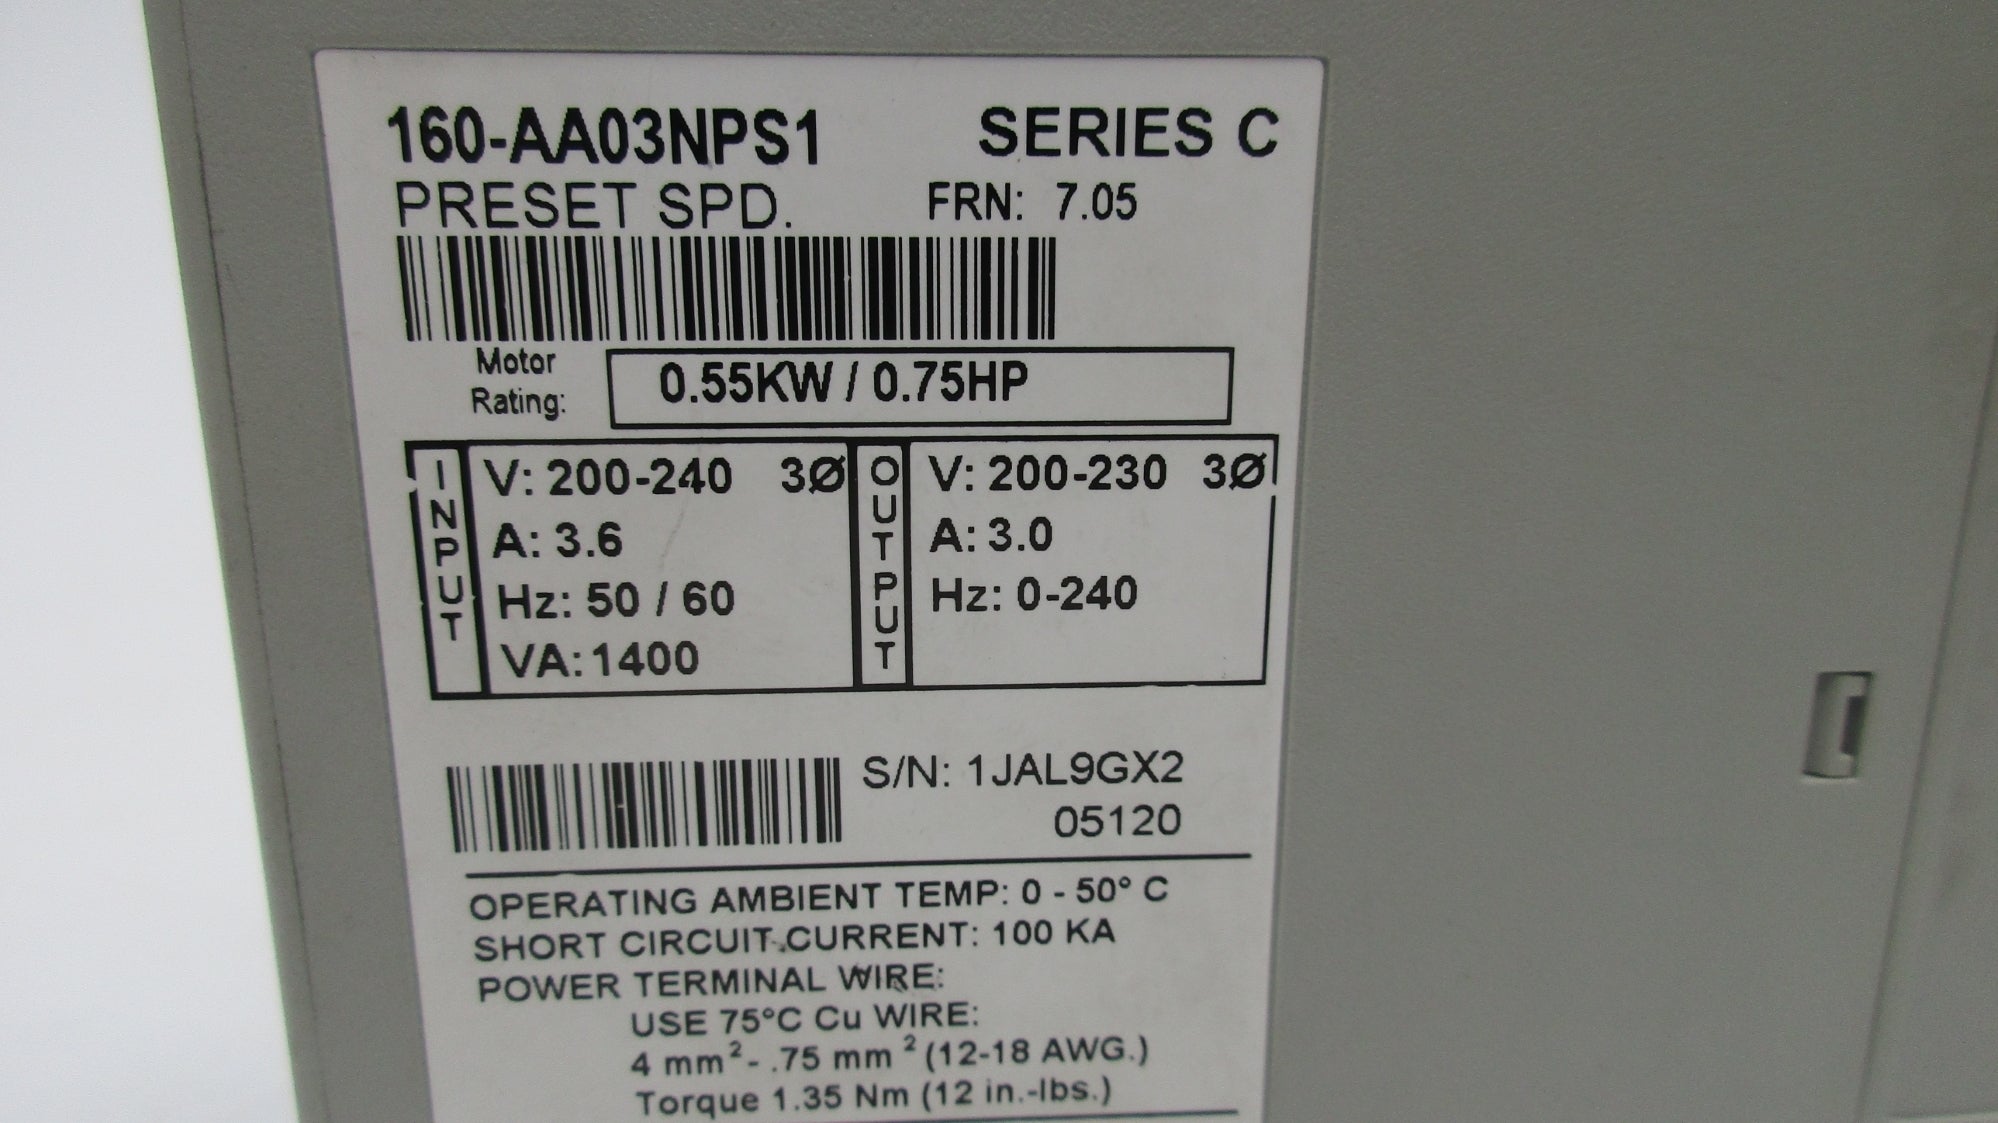 160-AA03NPS1 SERIES C
PRESET SPD. FRN: 7.05
Motor
Rating:
0.55KW / 0.75HP
INPUT
V: 200-240 3Ø
A: 3.6
Hz: 50 / 60
VA: 1400
OUTPUT
V: 200-230 3Ø
A: 3.0
Hz: 0-240
S/N: 1JAL9GX2
05120
OPERATING AMBIENT TEMP: 0 - 50° C
SHORT CIRCUIT CURRENT: 100 KA
POWER TERMINAL WIRE:
USE 75°C Cu WIRE:
4 mm² - .75 mm ² (12-18 AWG.)
Torque 1.35 Nm (12 in.-lbs.)